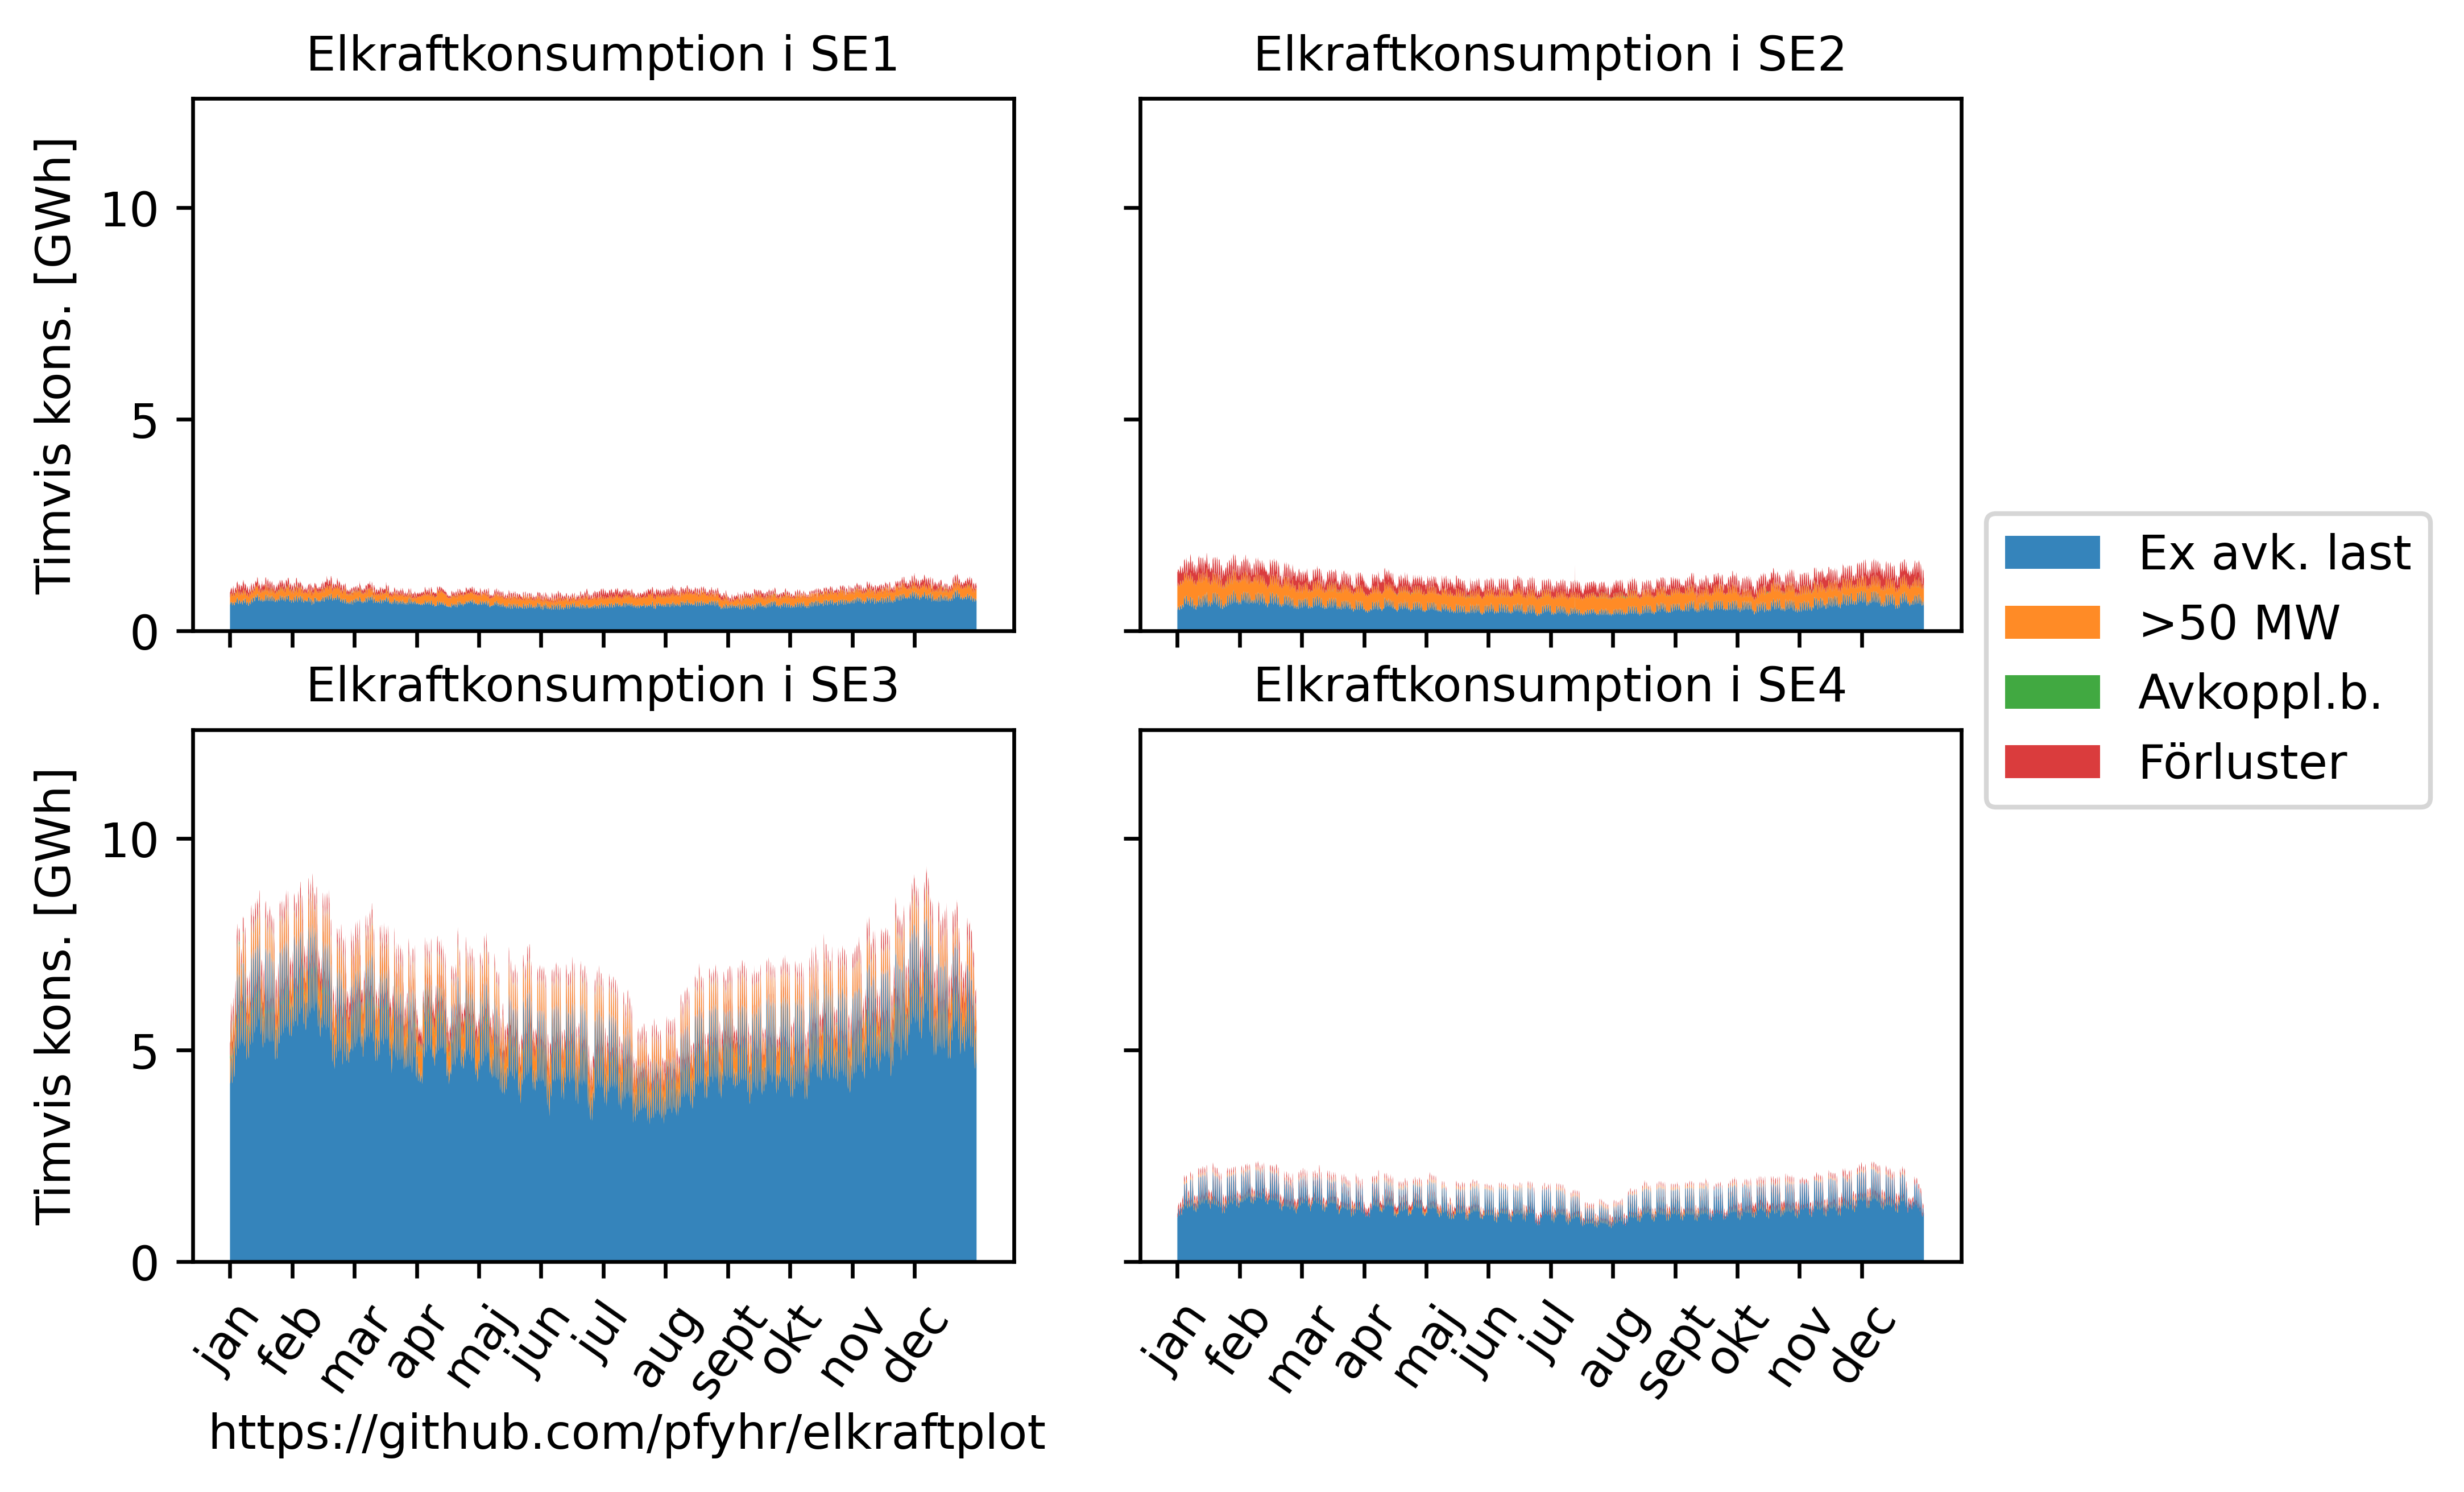 Elkraftkonsumption i SE1
Elkraftkonsumption i SE2
Timvis kons. [GWh]
10
5
0
Ex avk. last
>50 MW
Avkoppl.b.
Förluster
Elkraftkonsumption i SE3
Elkraftkonsumption i SE4
Timvis kons. [GWh]
10
5
0
jan feb mar apr maj jun jul aug sept okt nov dec
jan feb mar apr maj jun jul aug sept okt nov dec
https://github.com/pfyhr/elkraftplot